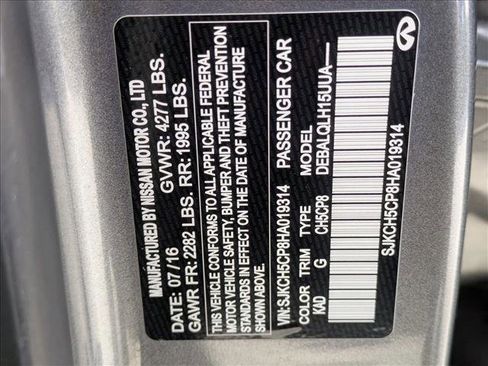 MANUFACTURED BY NISSAN MOTOR CO., LTD
DATE: 07/16 GVWR: 4277 LBS.
GAWR FR: 2282 LBS. RR: 1995 LBS.
THIS VEHICLE CONFORMS TO ALL APPLICABLE FEDERAL
MOTOR VEHICLE SAFETY, BUMPER AND THEFT PREVENTION
STANDARDS IN EFFECT ON THE DATE OF MANUFACTURE
SHOWN ABOVE.
VIN:SJKCH5CP8HA019314 PASSENGER CAR
COLOR TRIM TYPE MODEL
KAD G CH5CP8 DEBALQLH15UUA—
SJKCH5CP8HA019314